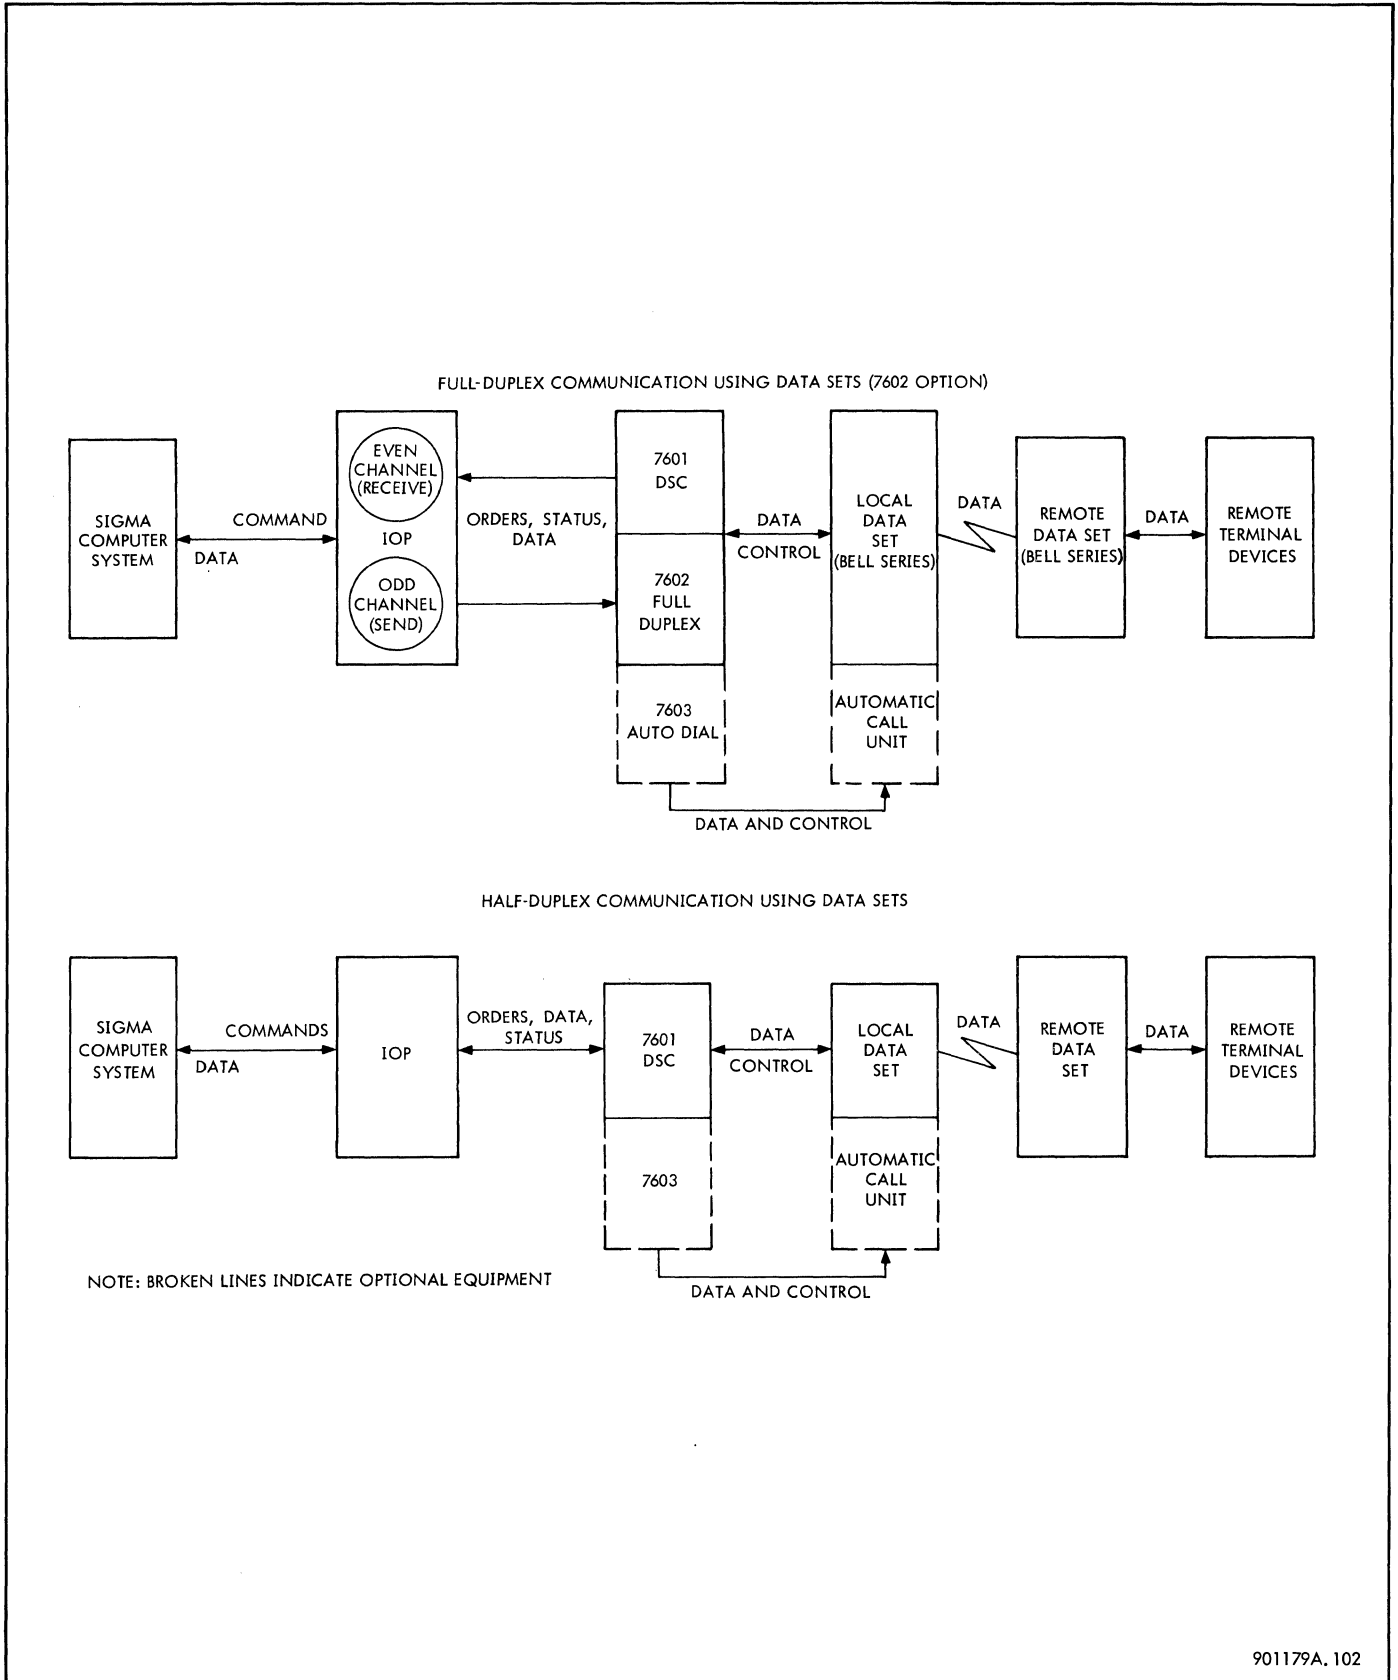 FULL-DUPLEX COMMUNICATION USING DATA SETS (7602 OPTION)
SIGMA
COMPUTER
SYSTEM
COMMAND
DATA
EVEN
CHANNEL
(RECEIVE)
IOP
ODD
CHANNEL
(SEND)
ORDERS, STATUS,
DATA
7601
DSC
7602
FULL
DUPLEX
7603
AUTO DIAL
DATA
CONTROL
LOCAL
DATA
SET
(BELL SERIES)
AUTOMATIC
CALL
UNIT
DATA AND CONTROL
DATA
REMOTE
DATA SET
(BELL SERIES)
DATA
REMOTE
TERMINAL
DEVICES
HALF-DUPLEX COMMUNICATION USING DATA SETS
SIGMA
COMPUTER
SYSTEM
COMMANDS
DATA
IOP
ORDERS, DATA,
STATUS
7601
DSC
7603
DATA
CONTROL
LOCAL
DATA
SET
AUTOMATIC
CALL
UNIT
DATA AND CONTROL
DATA
REMOTE
DATA
SET
DATA
REMOTE
TERMINAL
DEVICES
NOTE: BROKEN LINES INDICATE OPTIONAL EQUIPMENT
901179A.102